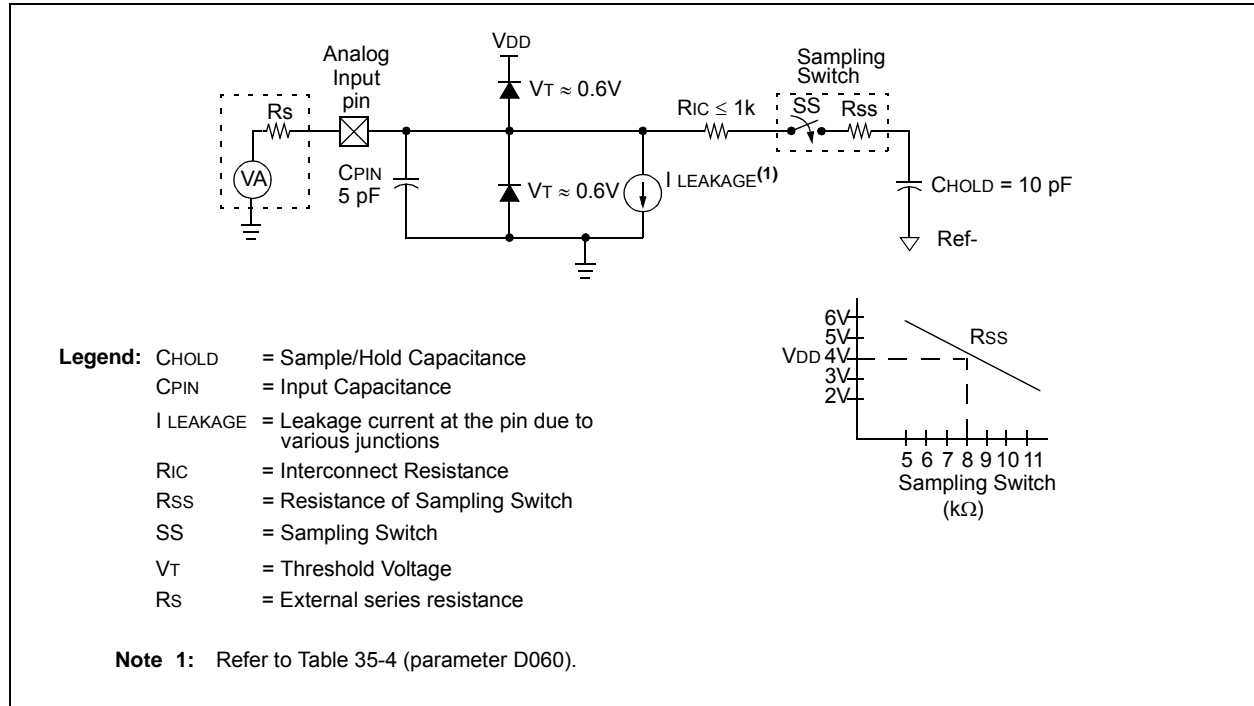 VDD
Analog
Input
pin
Sampling
Switch
VT ≈ 0.6V
Rs
RIC ≤ 1k
SS
Rss
VA
CPIN
5 pF
VT ≈ 0.6V
I LEAKAGE(1)
CHOLD = 10 pF
Ref-
6V
5V
VDD 4V
3V
2V
RSS
5 6 7 8 9 10 11
Sampling Switch
(kΩ)
Legend: CHOLD = Sample/Hold Capacitance
CPIN = Input Capacitance
I LEAKAGE = Leakage current at the pin due to
various junctions
RIC = Interconnect Resistance
RSS = Resistance of Sampling Switch
SS = Sampling Switch
VT = Threshold Voltage
RS = External series resistance
Note 1: Refer to Table 35-4 (parameter D060).